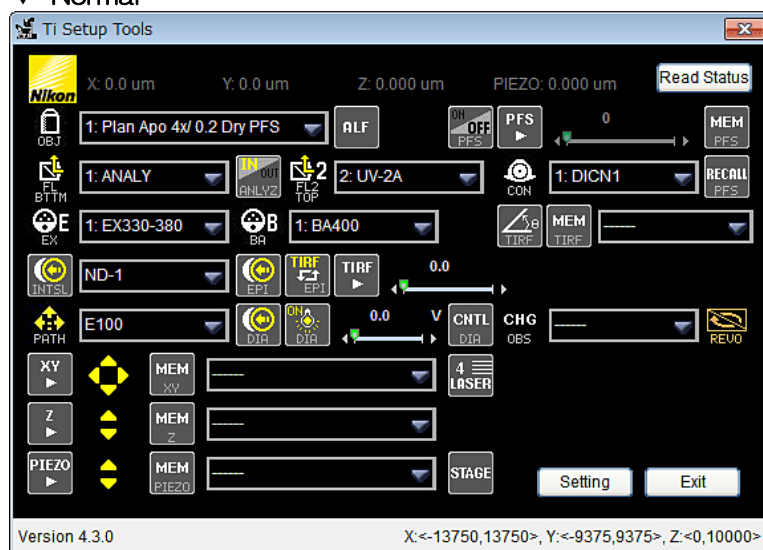 Normal
Ti Setup Tools
Nikon X: 0.0 um Y: 0.0 um Z: 0.000 um PIEZO: 0.000 um Read Status
OBJ 1: Plan Apo 4x/ 0.2 Dry PFS ALF ON OFF PFS PFS 0 MEM PFS
FL BTTM 1: ANALY IN OUT ANLYZ 2 FL2 TOP 2: UV-2A CON 1: DICN1 RECALL PFS
E EX 1: EX330-380 B BA 1: BA400 θ TIRF MEM TIRF -----
INTSL ND-1 EPI TIRF EPI TIRF 0.0
PATH E100 DIA ON DIA 0.0 V CNTL DIA CHG OBS ----- REVO
XY MEM XY ----- 4 LASER
Z MEM Z -----
PIEZO MEM PIEZO ----- STAGE Setting Exit
Version 4.3.0 X:<-13750,13750>, Y:<-9375,9375>, Z:<0,10000>